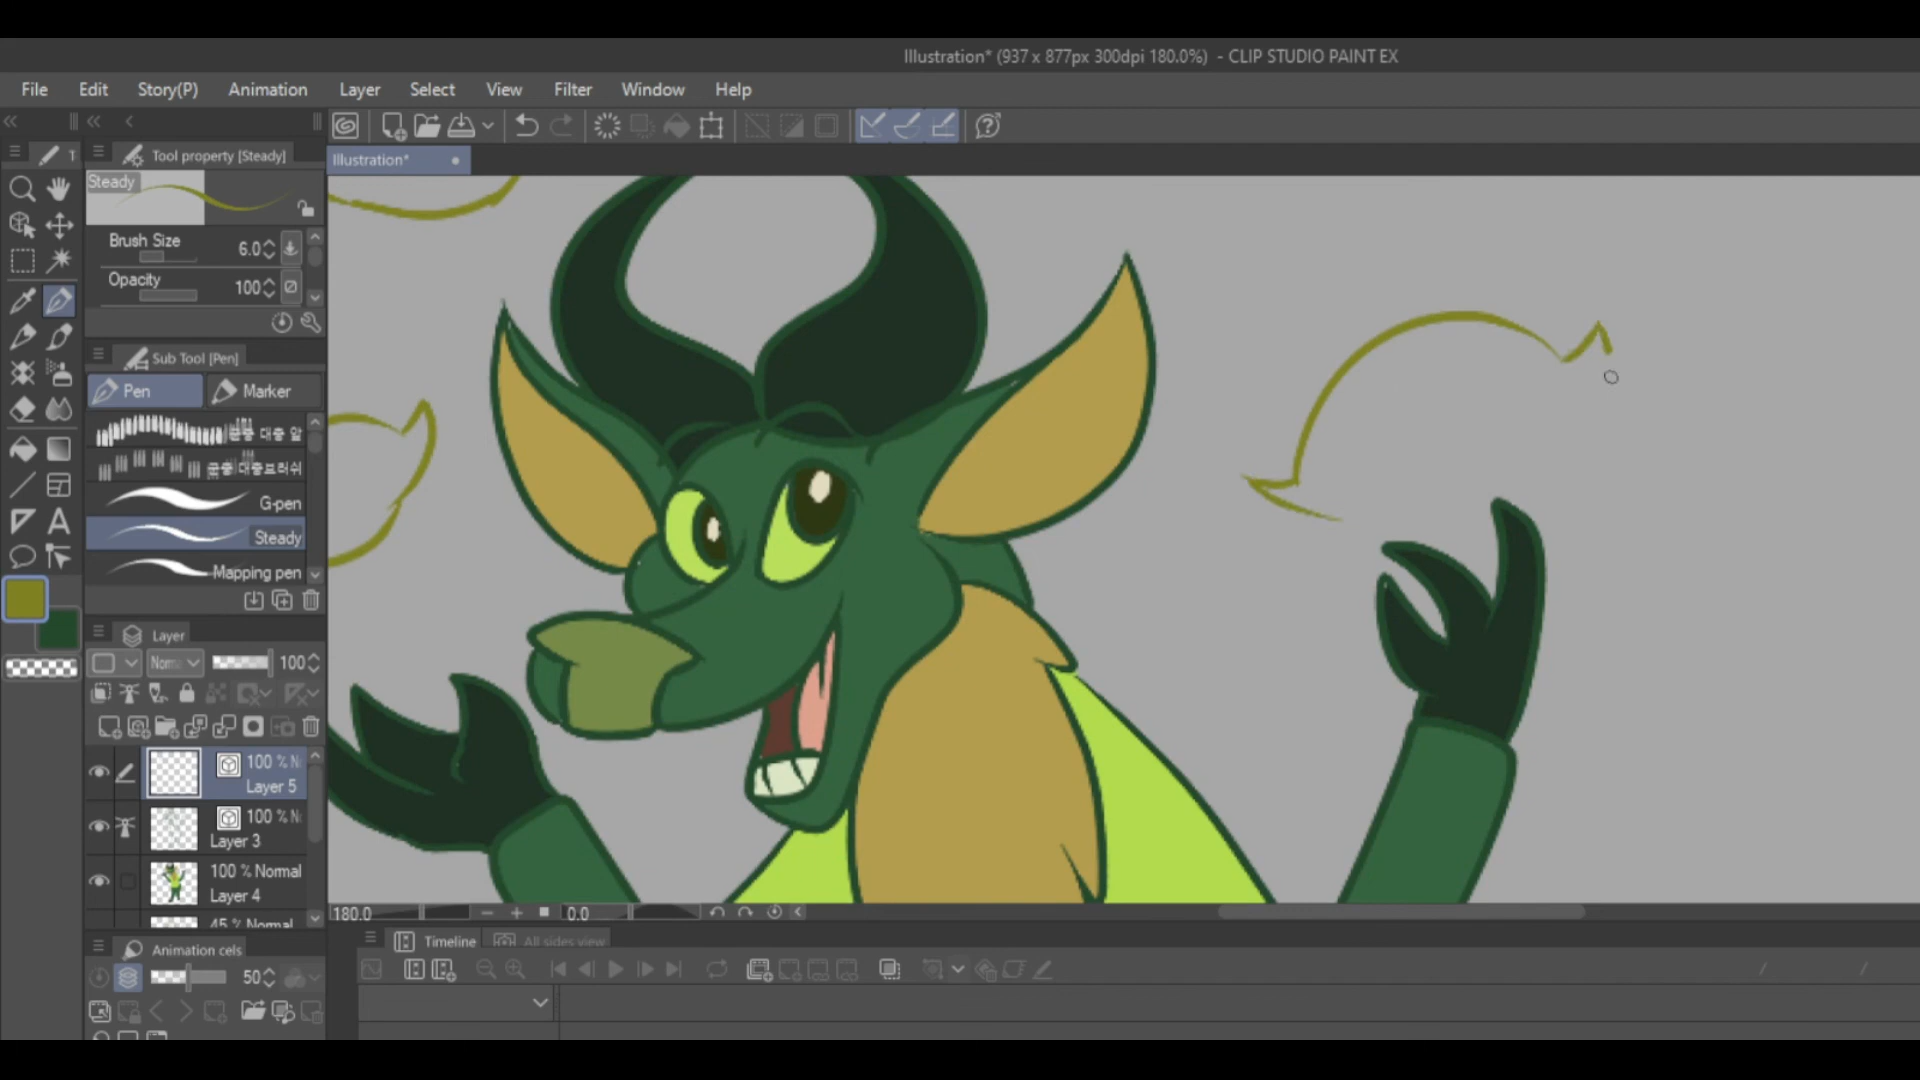 Illustration* (937 x 877px 300dpi 180.0%) - CLIP STUDIO PAINT EX
File Edit Story(P) Animation Layer Select View Filter Window Help
Tool property [Steady]
Illustration*
Steady
Brush Size 6.0
Opacity 100
Sub Tool [Pen]
Pen Marker
G-pen
Steady
Mapping pen
Layer
100
100 % N
Layer 5
100 % N
Layer 3
100 % Normal
Layer 4
45 % Normal
180.0 0.0
Timeline All sides view
Animation cels
50